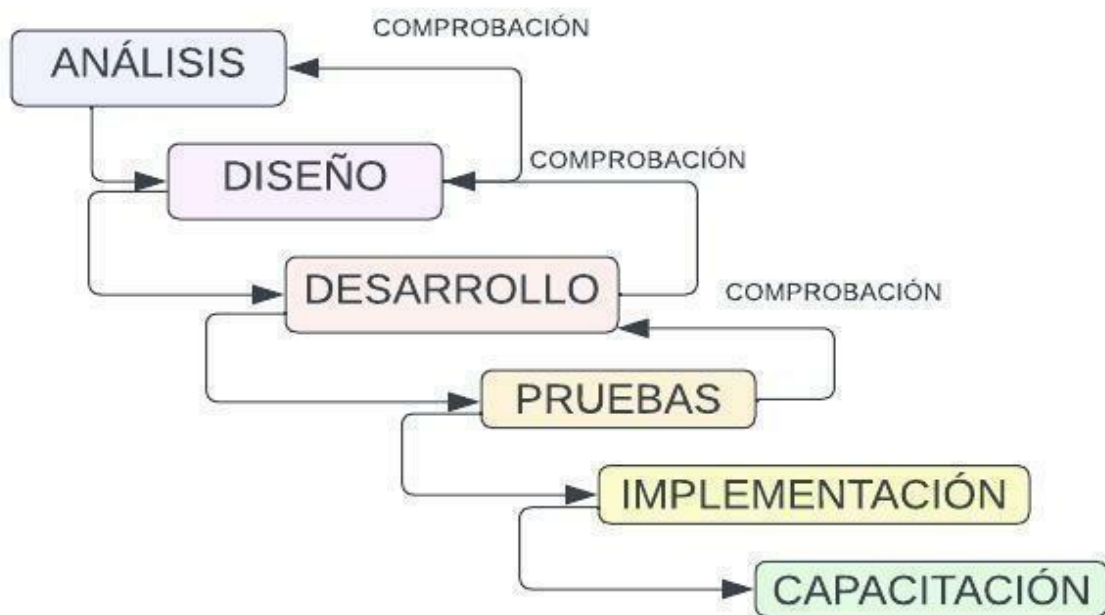 COMPROBACIÓN
ANÁLISIS
COMPROBACIÓN
DISEÑO
DESARROLLO
COMPROBACIÓN
PRUEBAS
IMPLEMENTACIÓN
CAPACITACIÓN